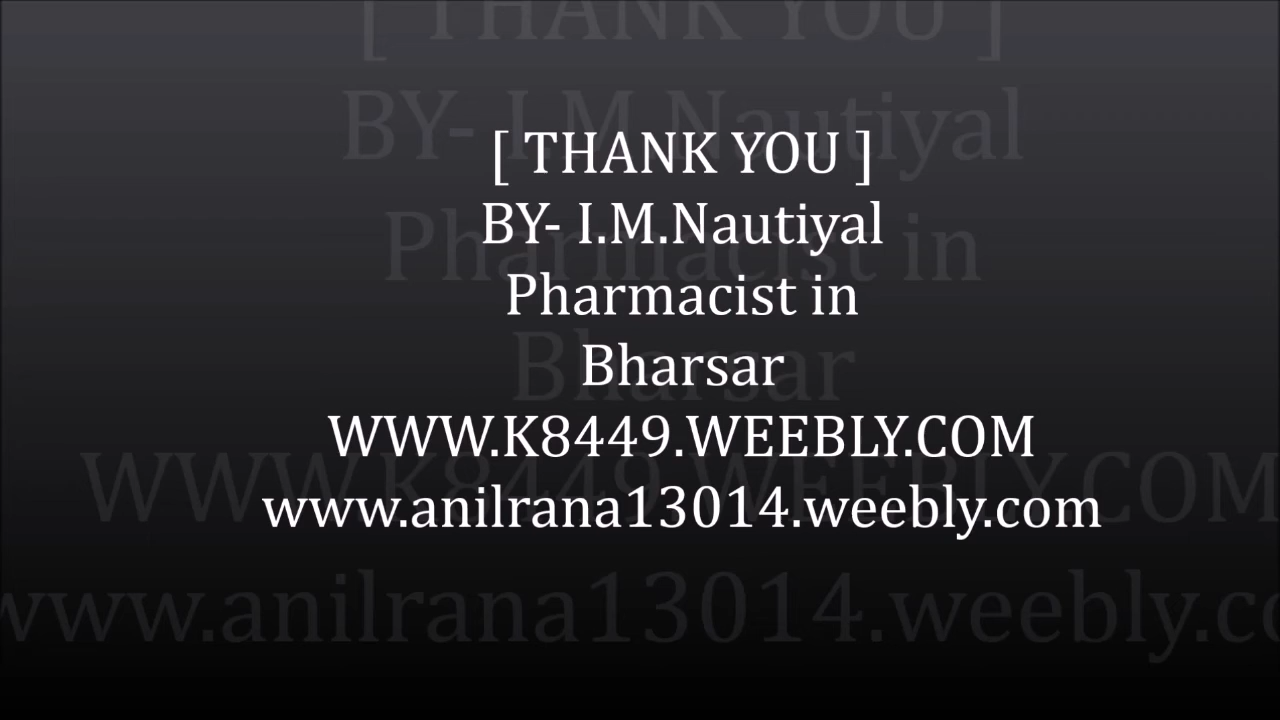 [ THANK YOU ]
BY- I.M.Nautiyal
Pharmacist in
Bharsar
WWW.K8449.WEEBLY.COM
www.anilrana13014.weebly.com